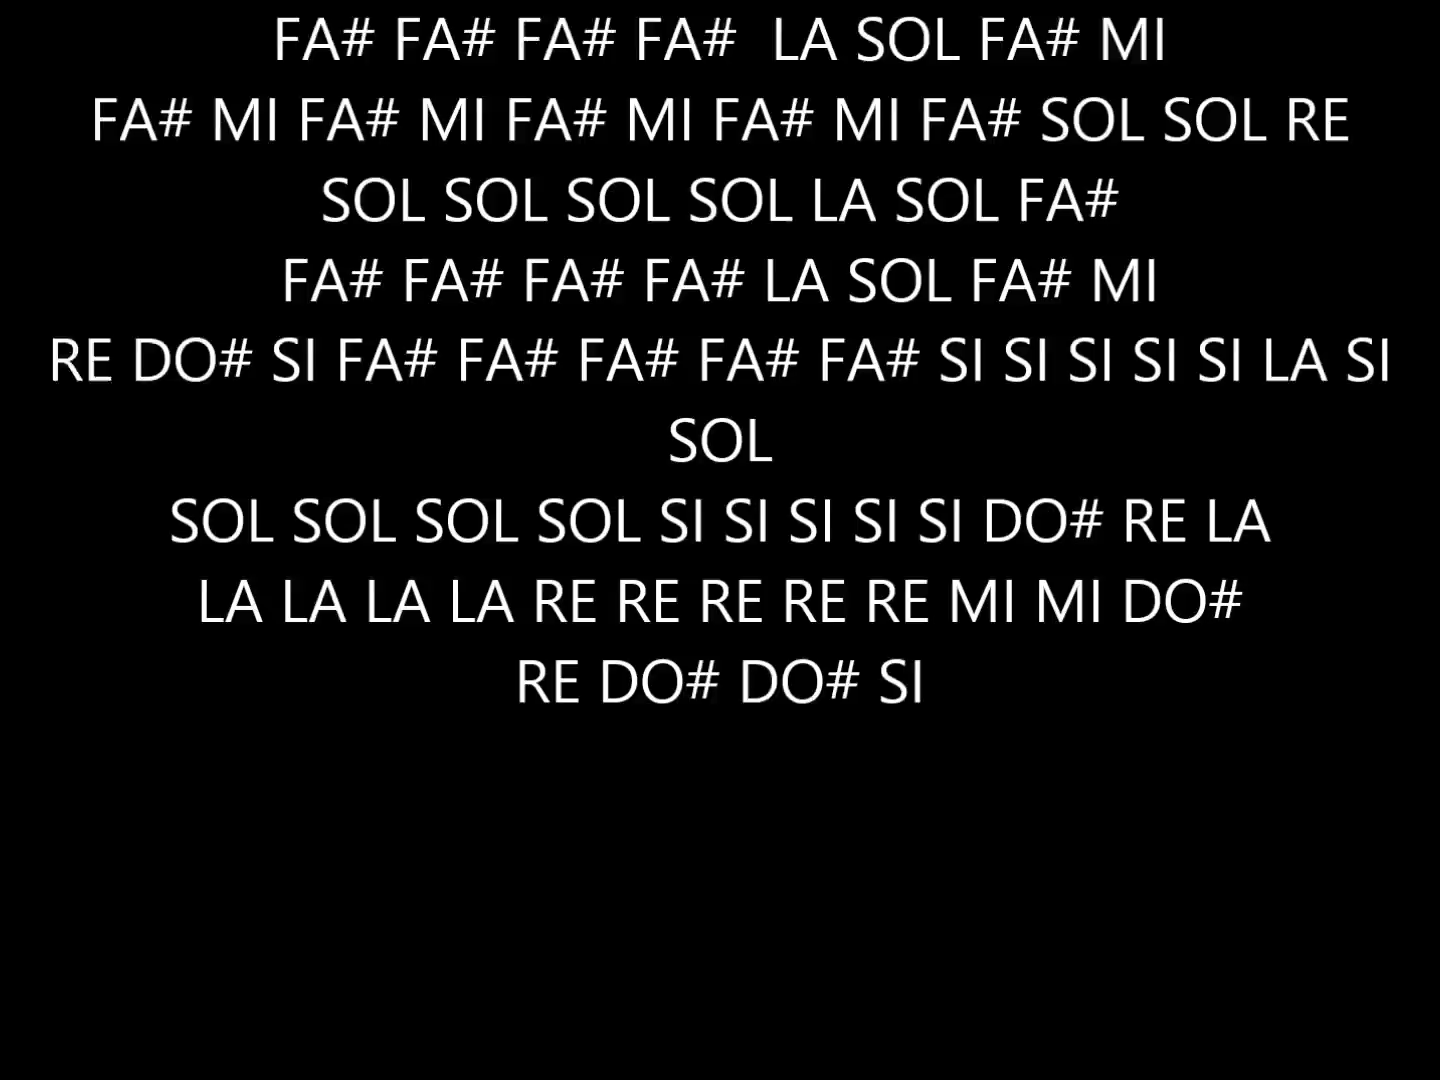 FA# FA# FA# FA# LA SOL FA# MI
FA# MI FA# MI FA# MI FA# MI FA# SOL SOL RE
SOL SOL SOL SOL LA SOL FA#
FA# FA# FA# FA# LA SOL FA# MI
RE DO# SI FA# FA# FA# FA# FA# SI SI SI SI SI LA SI
SOL
SOL SOL SOL SOL SI SI SI SI SI DO# RE LA
LA LA LA LA RE RE RE RE RE MI MI DO#
RE DO# DO# SI